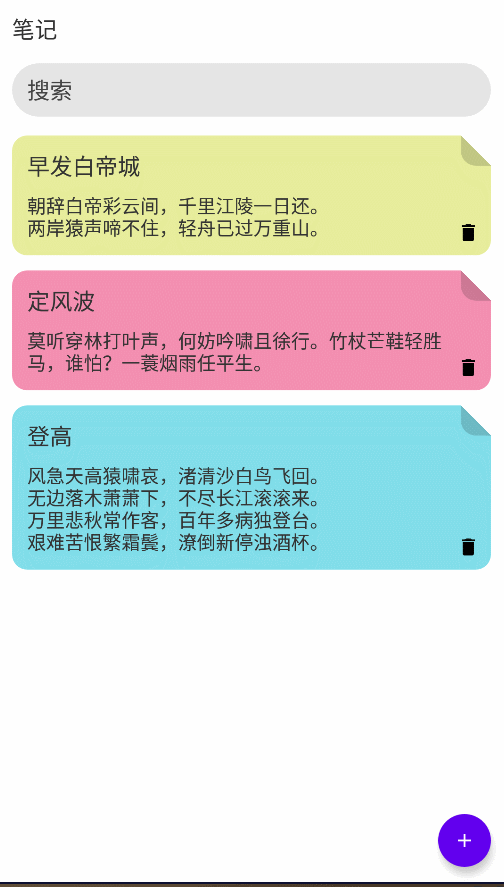 笔记
搜索
早发白帝城
朝辞白帝彩云间，千里江陵一日还。
两岸猿声啼不住，轻舟已过万重山。
定风波
莫听穿林打叶声，何妨吟啸且徐行。竹杖芒鞋轻胜
马，谁怕？一蓑烟雨任平生。
登高
风急天高猿啸哀，渚清沙白鸟飞回。
无边落木萧萧下，不尽长江滚滚来。
万里悲秋常作客，百年多病独登台。
艰难苦恨繁霜鬓，潦倒新停浊酒杯。